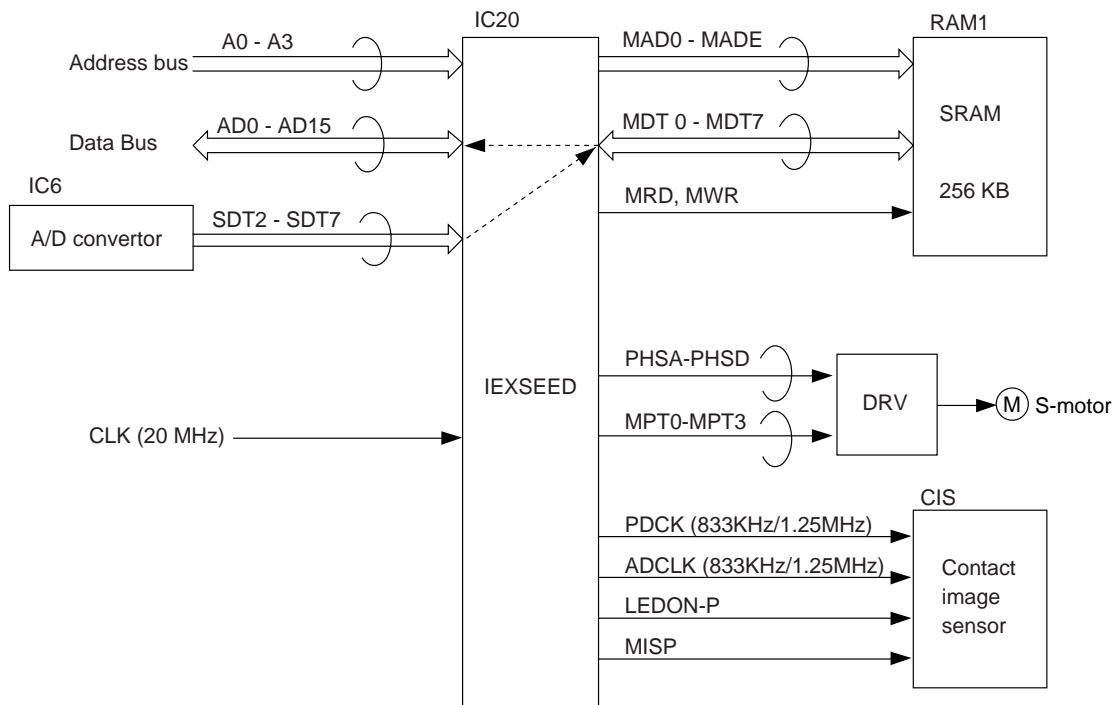 IC20
RAM1
A0 - A3
MAD0 - MADE
Address bus
SRAM
256 KB
AD0 - AD15
MDT 0 - MDT7
Data Bus
IC6
MRD, MWR
A/D convertor
SDT2 - SDT7
IEXSEED
PHSA-PHSD
DRV
M
S-motor
MPT0-MPT3
CLK (20 MHz)
CIS
PDCK (833KHz/1.25MHz)
ADCLK (833KHz/1.25MHz)
LEDON-P
MISP
Contact
image
sensor